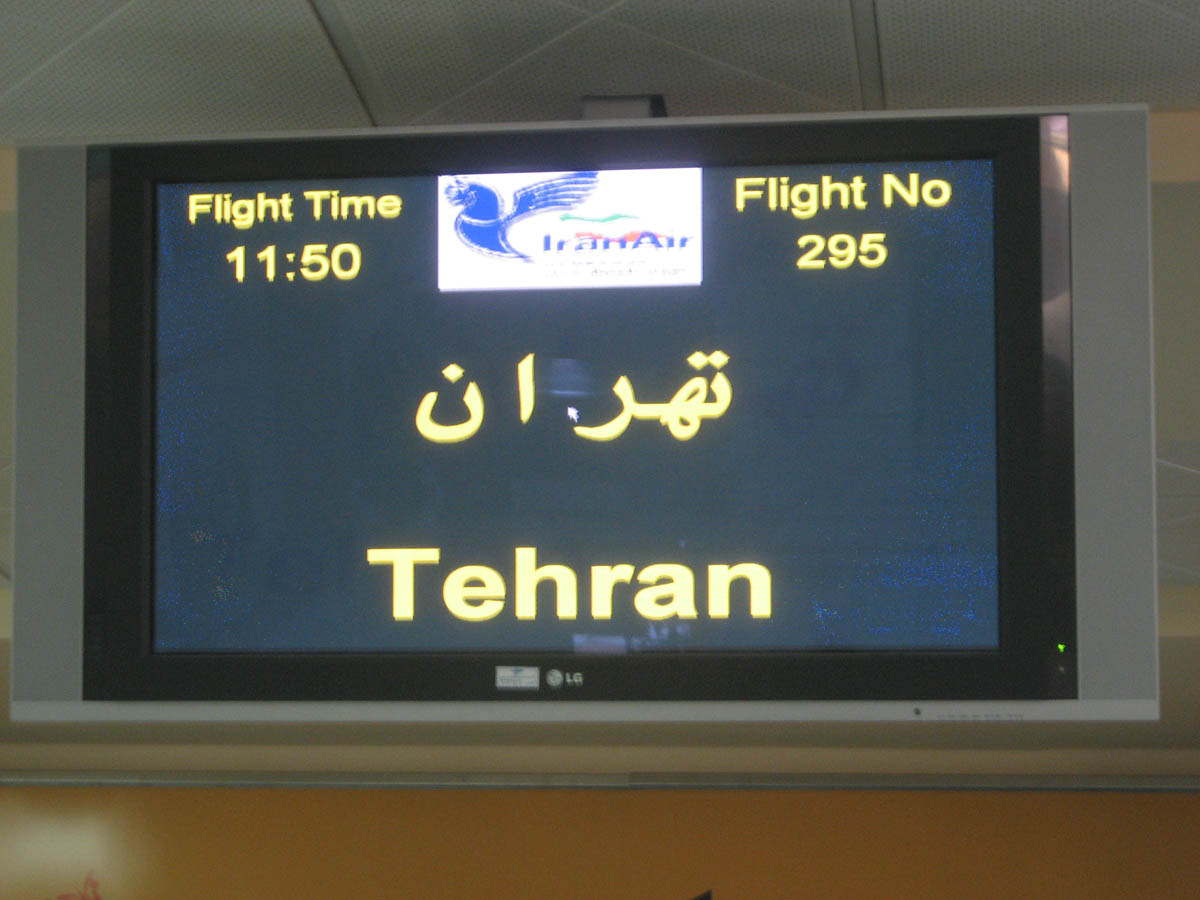 Flight Time
11:50
IranAir
Flight No
295
تهران
Tehran
LG